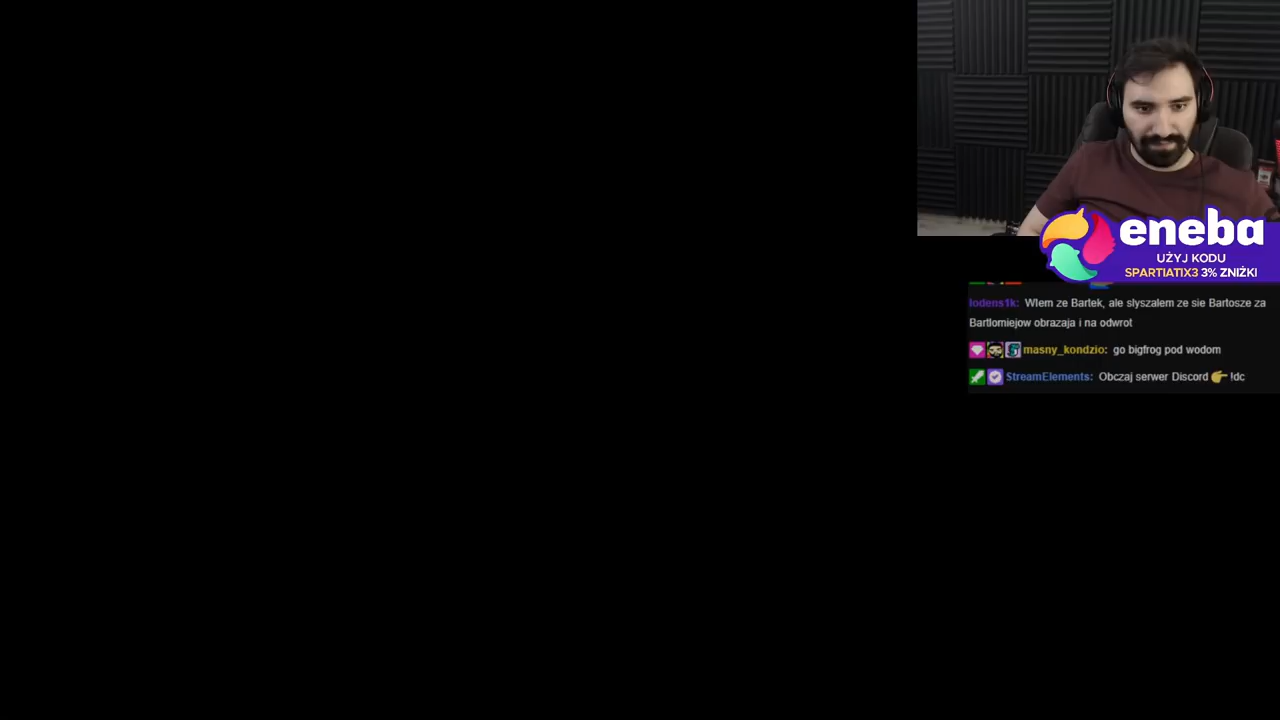 eneba
UŻYJ KODU
SPARTIATIX3 3% ZNIŻKI
lodens1k: WIem ze Bartek, ale slyszalem ze sie Bartosze za
Bartlomiejow obrazaja i na odwrot
masny_kondzio: go bigfrog pod wodom
StreamElements: Obczaj serwer Discord 👉 !dc